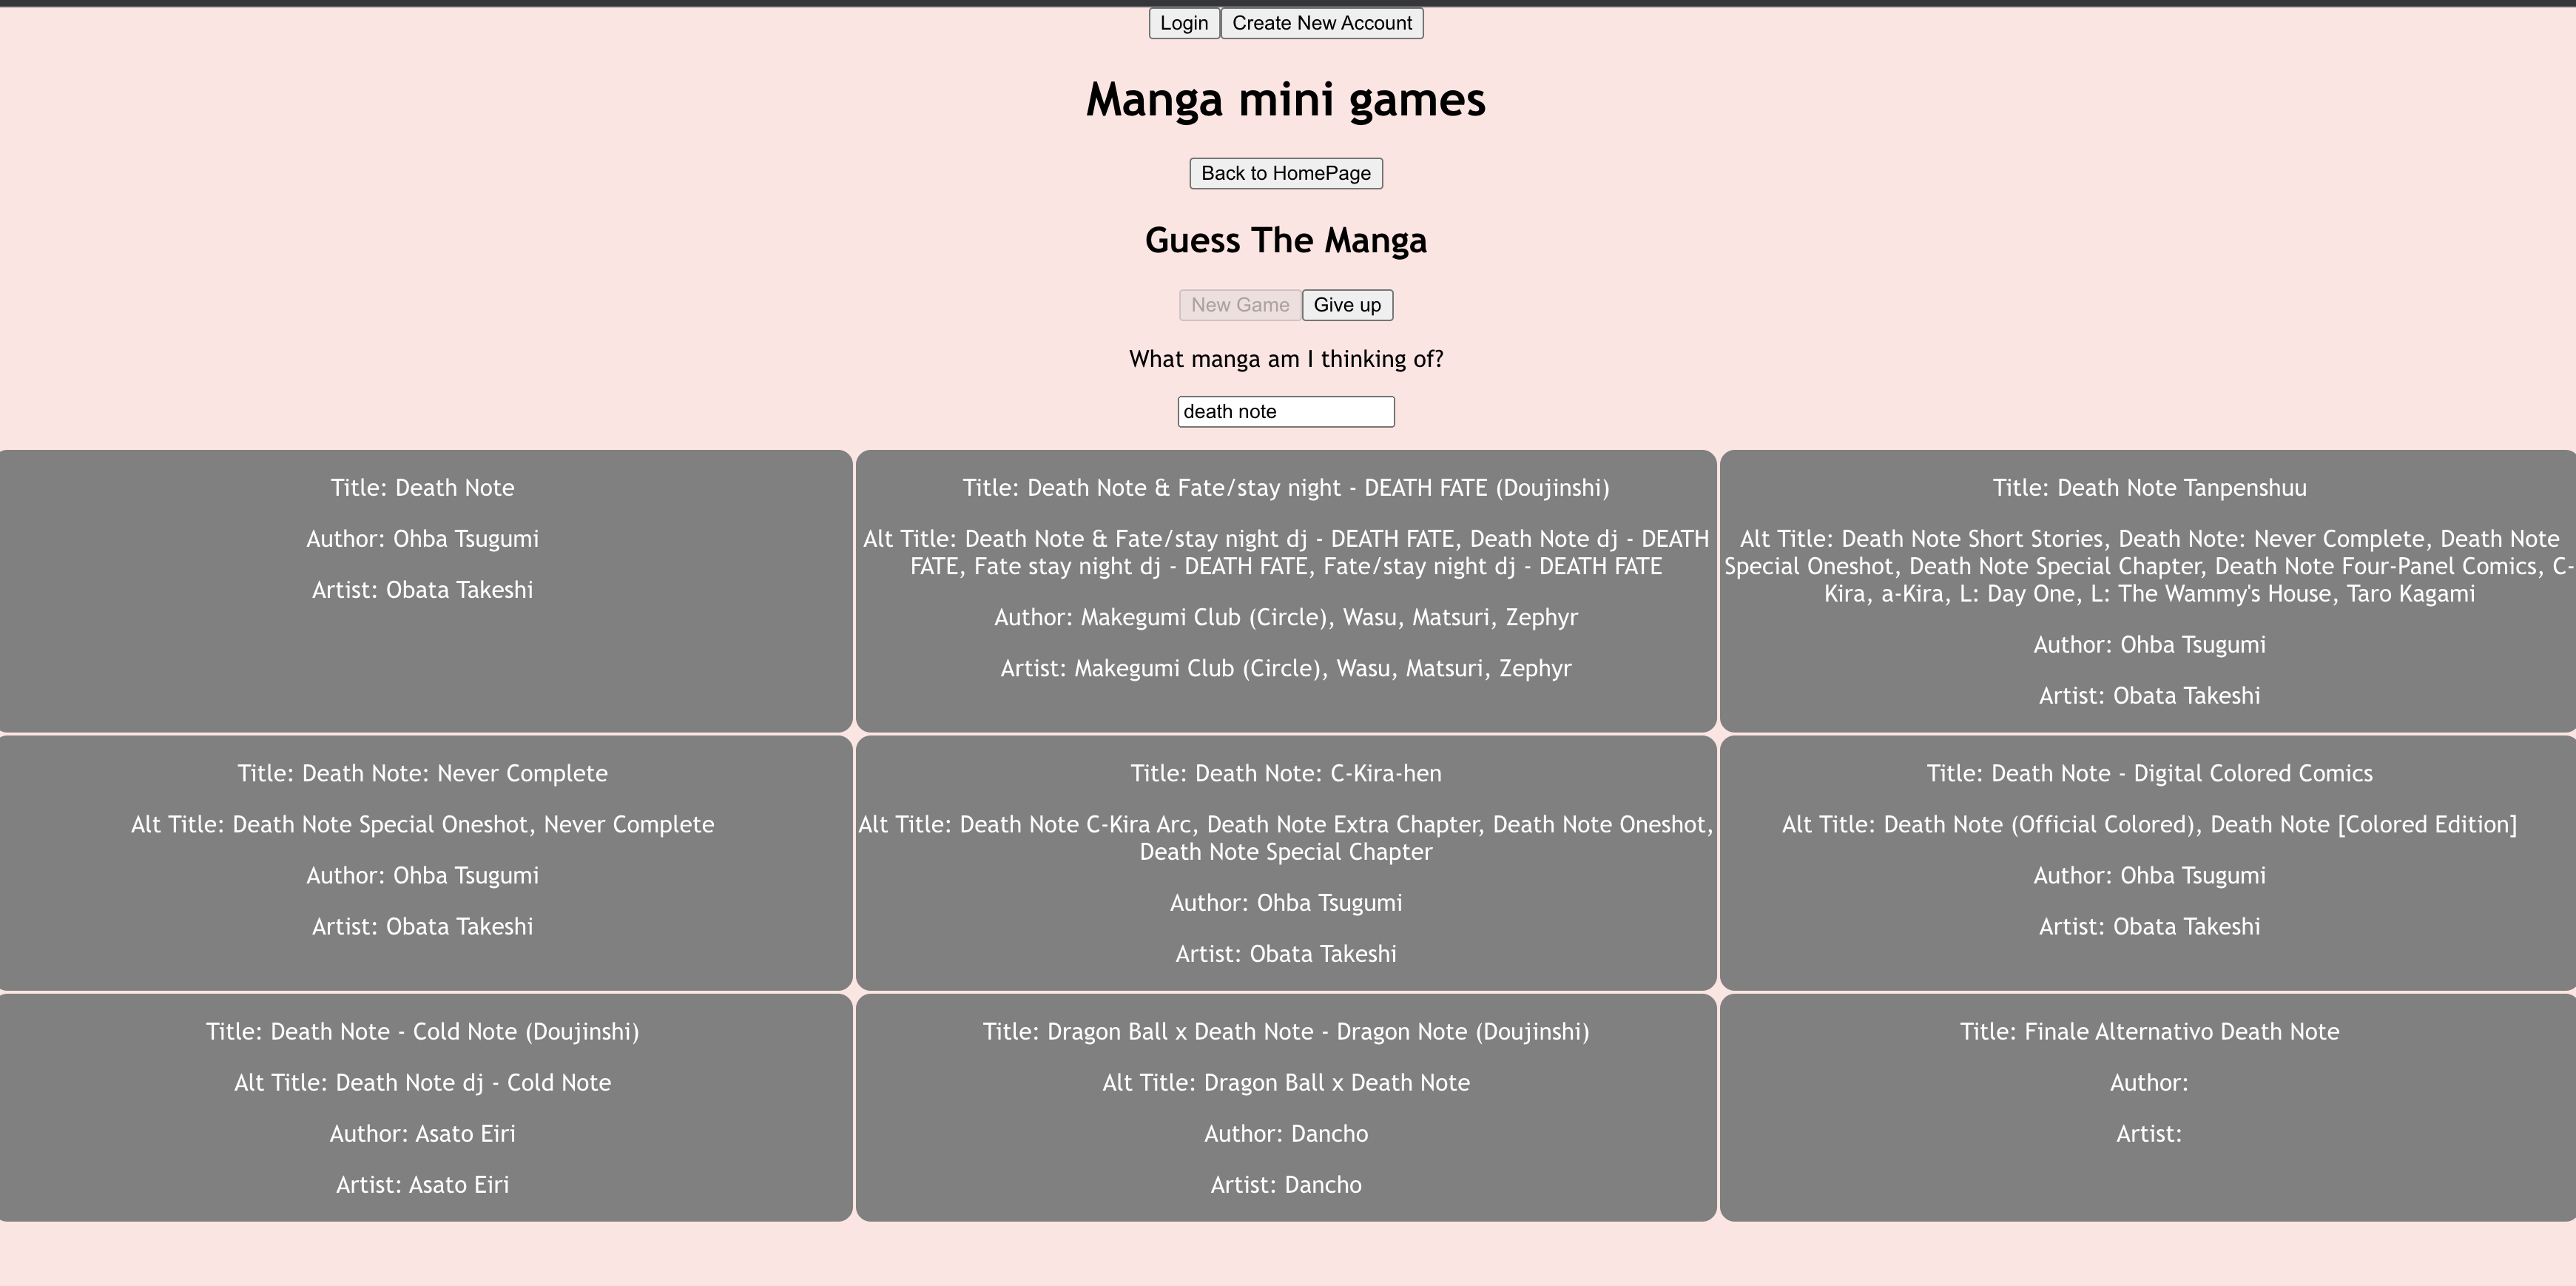 Login Create New Account
Manga mini games
Back to HomePage
Guess The Manga
New Game Give up
What manga am I thinking of?
death note
Title: Death Note
Author: Ohba Tsugumi
Artist: Obata Takeshi
Title: Death Note & Fate/stay night - DEATH FATE (Doujinshi)
Alt Title: Death Note & Fate/stay night dj - DEATH FATE, Death Note dj - DEATH
FATE, Fate stay night dj - DEATH FATE, Fate/stay night dj - DEATH FATE
Author: Makegumi Club (Circle), Wasu, Matsuri, Zephyr
Artist: Makegumi Club (Circle), Wasu, Matsuri, Zephyr
Title: Death Note Tanpenshuu
Alt Title: Death Note Short Stories, Death Note: Never Complete, Death Note
Special Oneshot, Death Note Special Chapter, Death Note Four-Panel Comics, C-
Kira, a-Kira, L: Day One, L: The Wammy's House, Taro Kagami
Author: Ohba Tsugumi
Artist: Obata Takeshi
Title: Death Note: Never Complete
Alt Title: Death Note Special Oneshot, Never Complete
Author: Ohba Tsugumi
Artist: Obata Takeshi
Title: Death Note: C-Kira-hen
Alt Title: Death Note C-Kira Arc, Death Note Extra Chapter, Death Note Oneshot,
Death Note Special Chapter
Author: Ohba Tsugumi
Artist: Obata Takeshi
Title: Death Note - Digital Colored Comics
Alt Title: Death Note (Official Colored), Death Note [Colored Edition]
Author: Ohba Tsugumi
Artist: Obata Takeshi
Title: Death Note - Cold Note (Doujinshi)
Alt Title: Death Note dj - Cold Note
Author: Asato Eiri
Artist: Asato Eiri
Title: Dragon Ball x Death Note - Dragon Note (Doujinshi)
Alt Title: Dragon Ball x Death Note
Author: Dancho
Artist: Dancho
Title: Finale Alternativo Death Note
Author:
Artist: